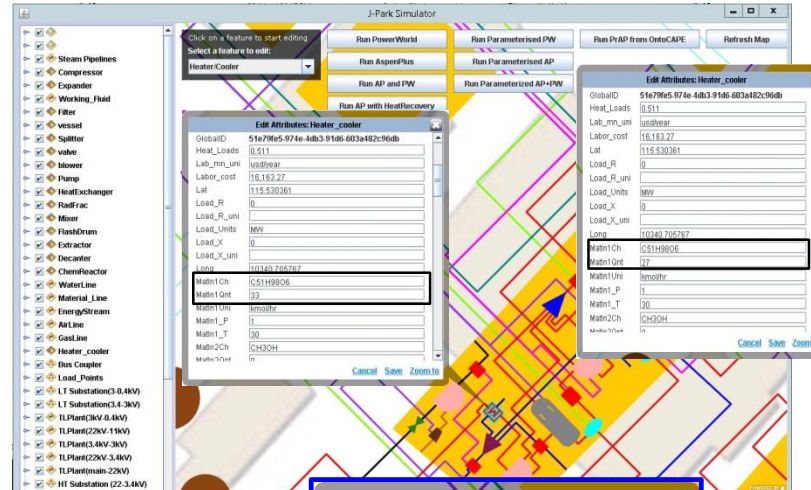 J-Park Simulator
Steam Pipelines
Compressor
Expander
Working_Fluid
Filter
vessel
Splitter
valve
blower
Pump
HeatExchanger
RadFrac
Mixer
FlashDrum
Extractor
Decanter
ChemReactor
WaterLine
Material_Line
EnergyStream
AirLine
GasLine
Heater_cooler
Bus Coupler
Load_Points
LT Substation(3-0.4kV)
LT Substation(3.4-3kV)
TLPlant(3kV-0.4kV)
TLPlant(22kV-11kV)
TLPlant(3.4kV-3kV)
TLPlant(22kV-3.4kV)
TLPlant(main-22kV)
HT Substation (22-3.4kV)
Click on a feature to start editing
Select a feature to edit:
Heater/Cooler
Run PowerWorld
Run Parameterised PW
Run PrAP from OntoCAPE
Refresh Map
Run AspenPlus
Run Parameterised AP
Run AP and PW
Run Parameterized AP+PW
Run AP with HeatRecovery
Edit Attributes: Heater_cooler
GlobalID 51e79fe5-974e-4db3-91d6-603a482c96db
Heat_Loads 0.511
Lab_mn_uni usd/year
Labor_cost 16,163.27
Lat 115.530361
Load_R 0
Load_R_uni
Load_Units MW
Load_X 0
Load_X_uni
Long 10340.705767
MatIn1Ch C51H98O6
MatIn1Qnt 33
MatIn1Uni kmol/hr
MatIn1_P 1
MatIn1_T 30
MatIn2Ch CH3OH
MatIn2Qnt 0
Cancel Save Zoom to
Edit Attributes: Heater_cooler
GlobalID 51e79fe5-974e-4db3-91d6-603a482c96db
Heat_Loads 0.511
Lab_mn_uni usd/year
Labor_cost 16,163.27
Lat 115.530361
Load_R 0
Load_R_uni
Load_Units MW
Load_X 0
Load_X_uni
Long 10340.705767
MatIn1Ch C51H98O6
MatIn1Qnt 27
MatIn1Uni kmol/hr
MatIn1_P 1
MatIn1_T 30
MatIn2Ch CH3OH
MatIn2Qnt 0
Cancel Save Zoom